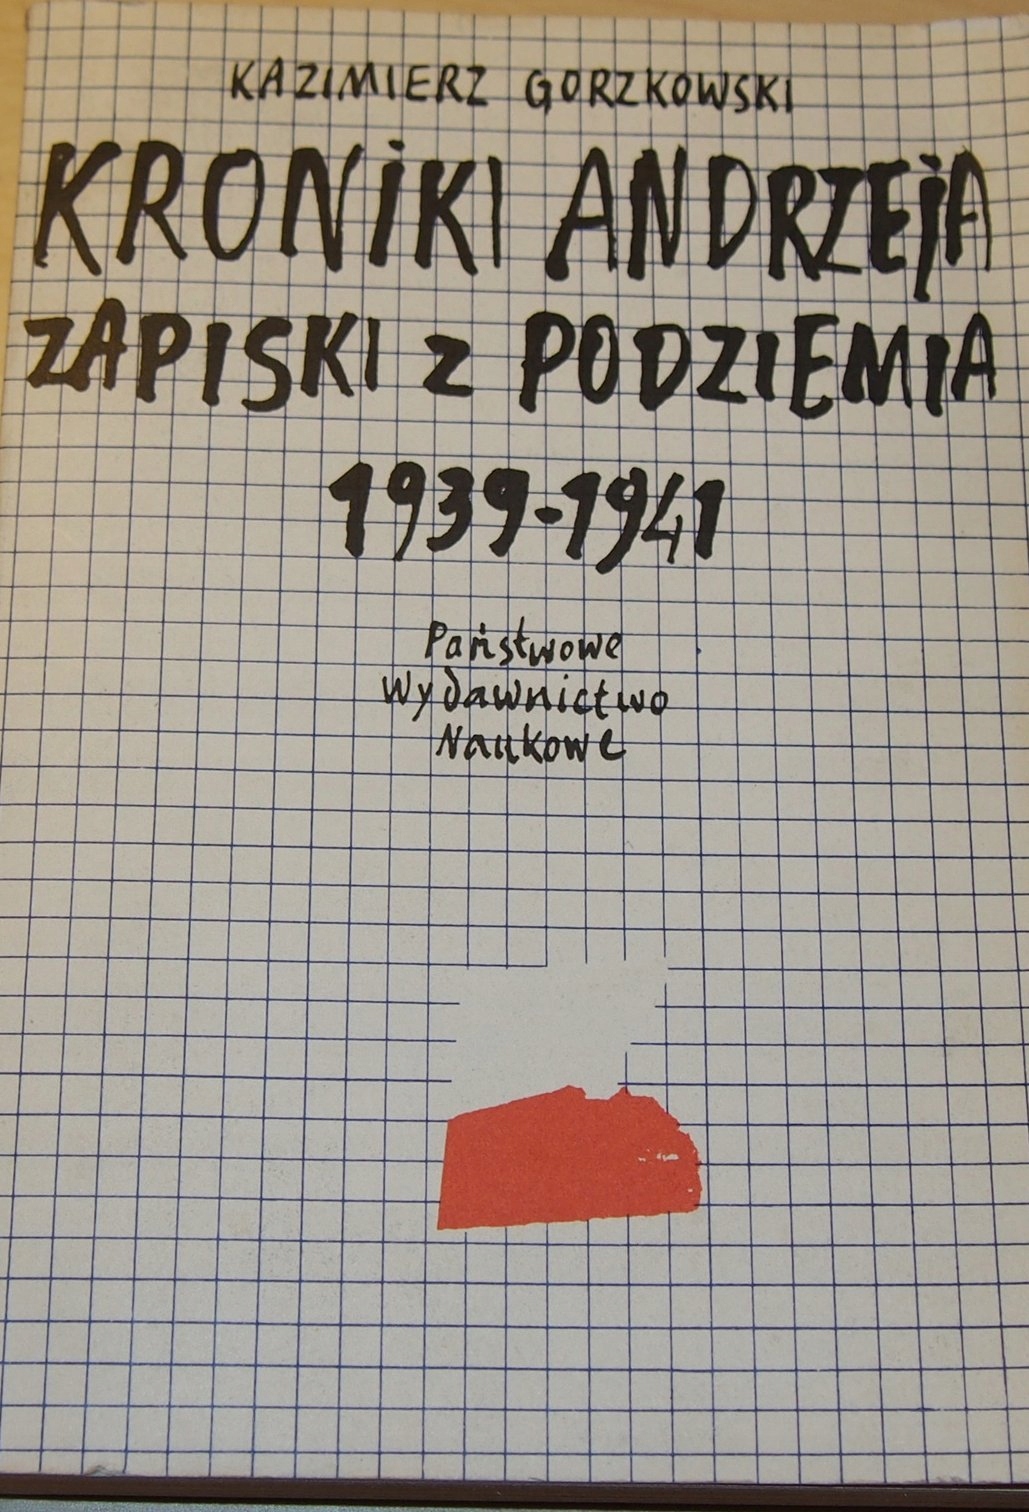 KAZIMIERZ GORZKOWSKI
KRONiKI ANDRZEjA
ZAPISKI z PODZIEMIA
1939-1941
Państwowe
Wydawnictwo
Naukowe